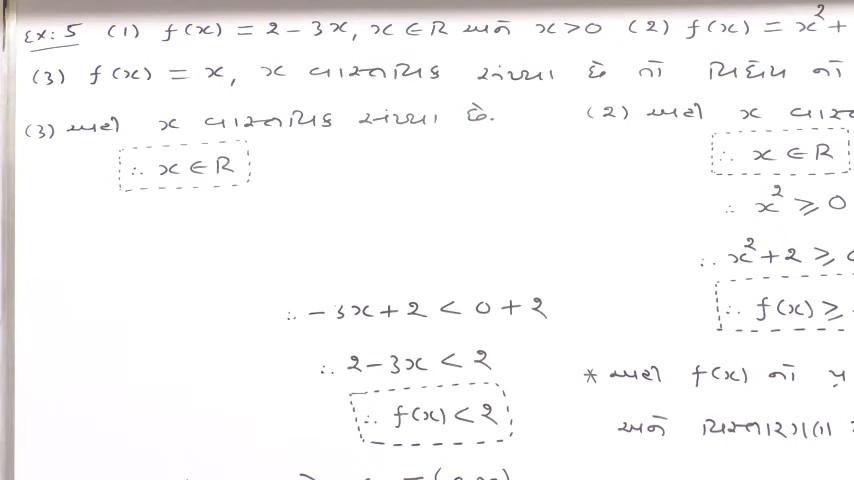 Ex: 5 (1) f(x) = 2 - 3x, x ∈ R અને x > 0 (2) f(x) = x² +
(3) f(x) = x, x વાસ્તવિક સંખ્યા છે તો વિધેય નો
(3) અહી x વાસ્તવિક સંખ્યા છે.
∴ x ∈ R
(2) અહી x વાસ્ત
∴ x ∈ R
∴ x² ≥ 0
∴ x² + 2 ≥
∴ f(x) ≥
∴ -3x + 2 < 0 + 2
∴ 2 - 3x < 2
∴ f(x) < 2
* અહી f(x) નો પ્ર
અને વિસ્તારગણ